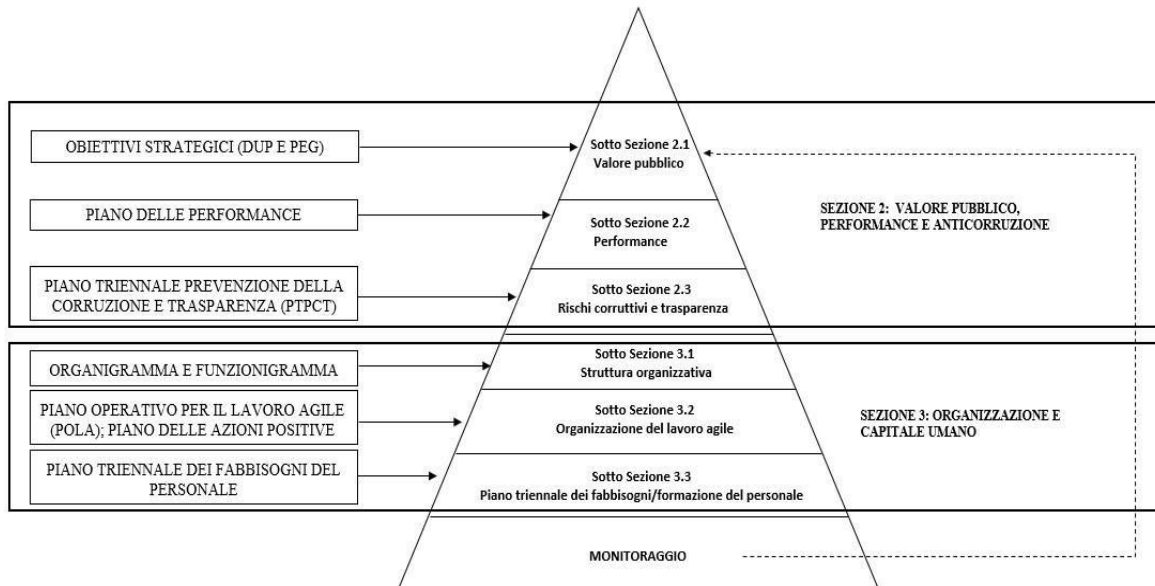 OBIETTIVI STRATEGICI (DUP E PEG)
Sotto Sezione 2.1
Valore pubblico
PIANO DELLE PERFORMANCE
Sotto Sezione 2.2
Performance
SEZIONE 2: VALORE PUBBLICO,
PERFORMANCE E ANTICORRUZIONE
PIANO TRIENNALE PREVENZIONE DELLA
CORRUZIONE E TRASPARENZA (PTPCT)
Sotto Sezione 2.3
Rischi corruttivi e trasparenza
ORGANIGRAMMA E FUNZIONIGRAMMA
Sotto Sezione 3.1
Struttura organizzativa
PIANO OPERATIVO PER IL LAVORO AGILE
(POLA); PIANO DELLE AZIONI POSITIVE
Sotto Sezione 3.2
Organizzazione del lavoro agile
SEZIONE 3: ORGANIZZAZIONE E
CAPITALE UMANO
PIANO TRIENNALE DEI FABBISOGNI DEL
PERSONALE
Sotto Sezione 3.3
Piano triennale dei fabbisogni/formazione del personale
MONITORAGGIO